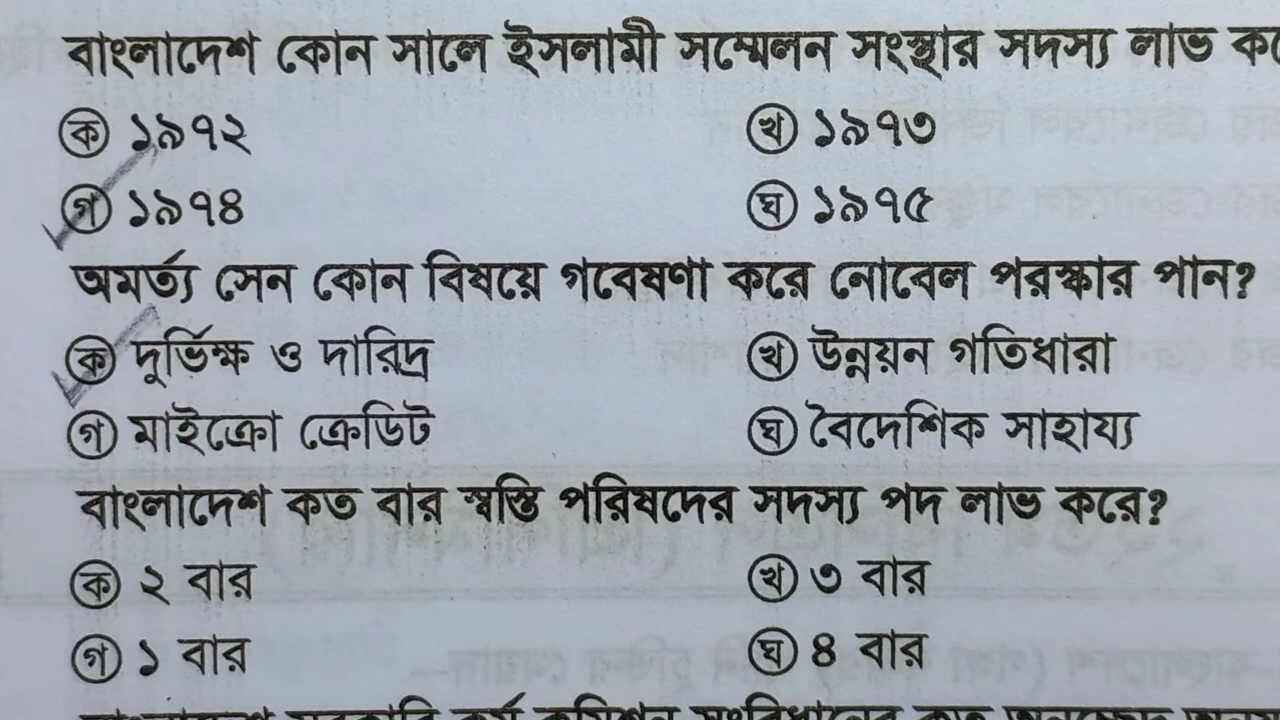 বাংলাদেশ কোন সালে ইসলামী সম্মেলন সংস্থার সদস্য লাভ
ক ১৯৭২ খ ১৯৭৩
গ ১৯৭৪ ঘ ১৯৭৫
অমর্ত্য সেন কোন বিষয়ে গবেষণা করে নোবেল পরস্কার পান?
ক দুর্ভিক্ষ ও দারিদ্র খ উন্নয়ন গতিধারা
গ মাইক্রো ক্রেডিট ঘ বৈদেশিক সাহায্য
বাংলাদেশ কত বার স্বস্তি পরিষদের সদস্য পদ লাভ করে?
ক ২ বার খ ৩ বার
গ ১ বার ঘ ৪ বার